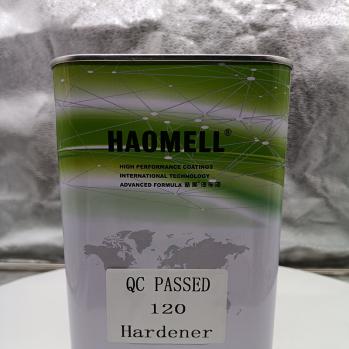 HAOMELL®
HIGH PERFORMANCE COATINGS
INTERNATIONAL TECHNOLOGY
ADVANCED FORMULA
QC PASSED
120
Hardener